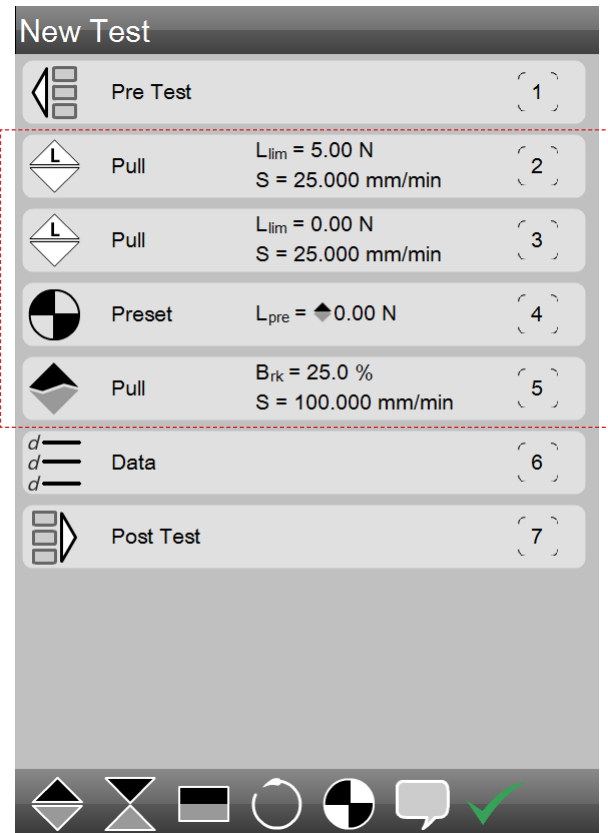 New Test
Pre Test 1
L
Pull Llim = 5.00 N 2
S = 25.000 mm/min
L
Pull Llim = 0.00 N 3
S = 25.000 mm/min
Preset Lpre = 0.00 N 4
Pull Brk = 25.0 % 5
S = 100.000 mm/min
d
d
d
Data 6
Post Test 7